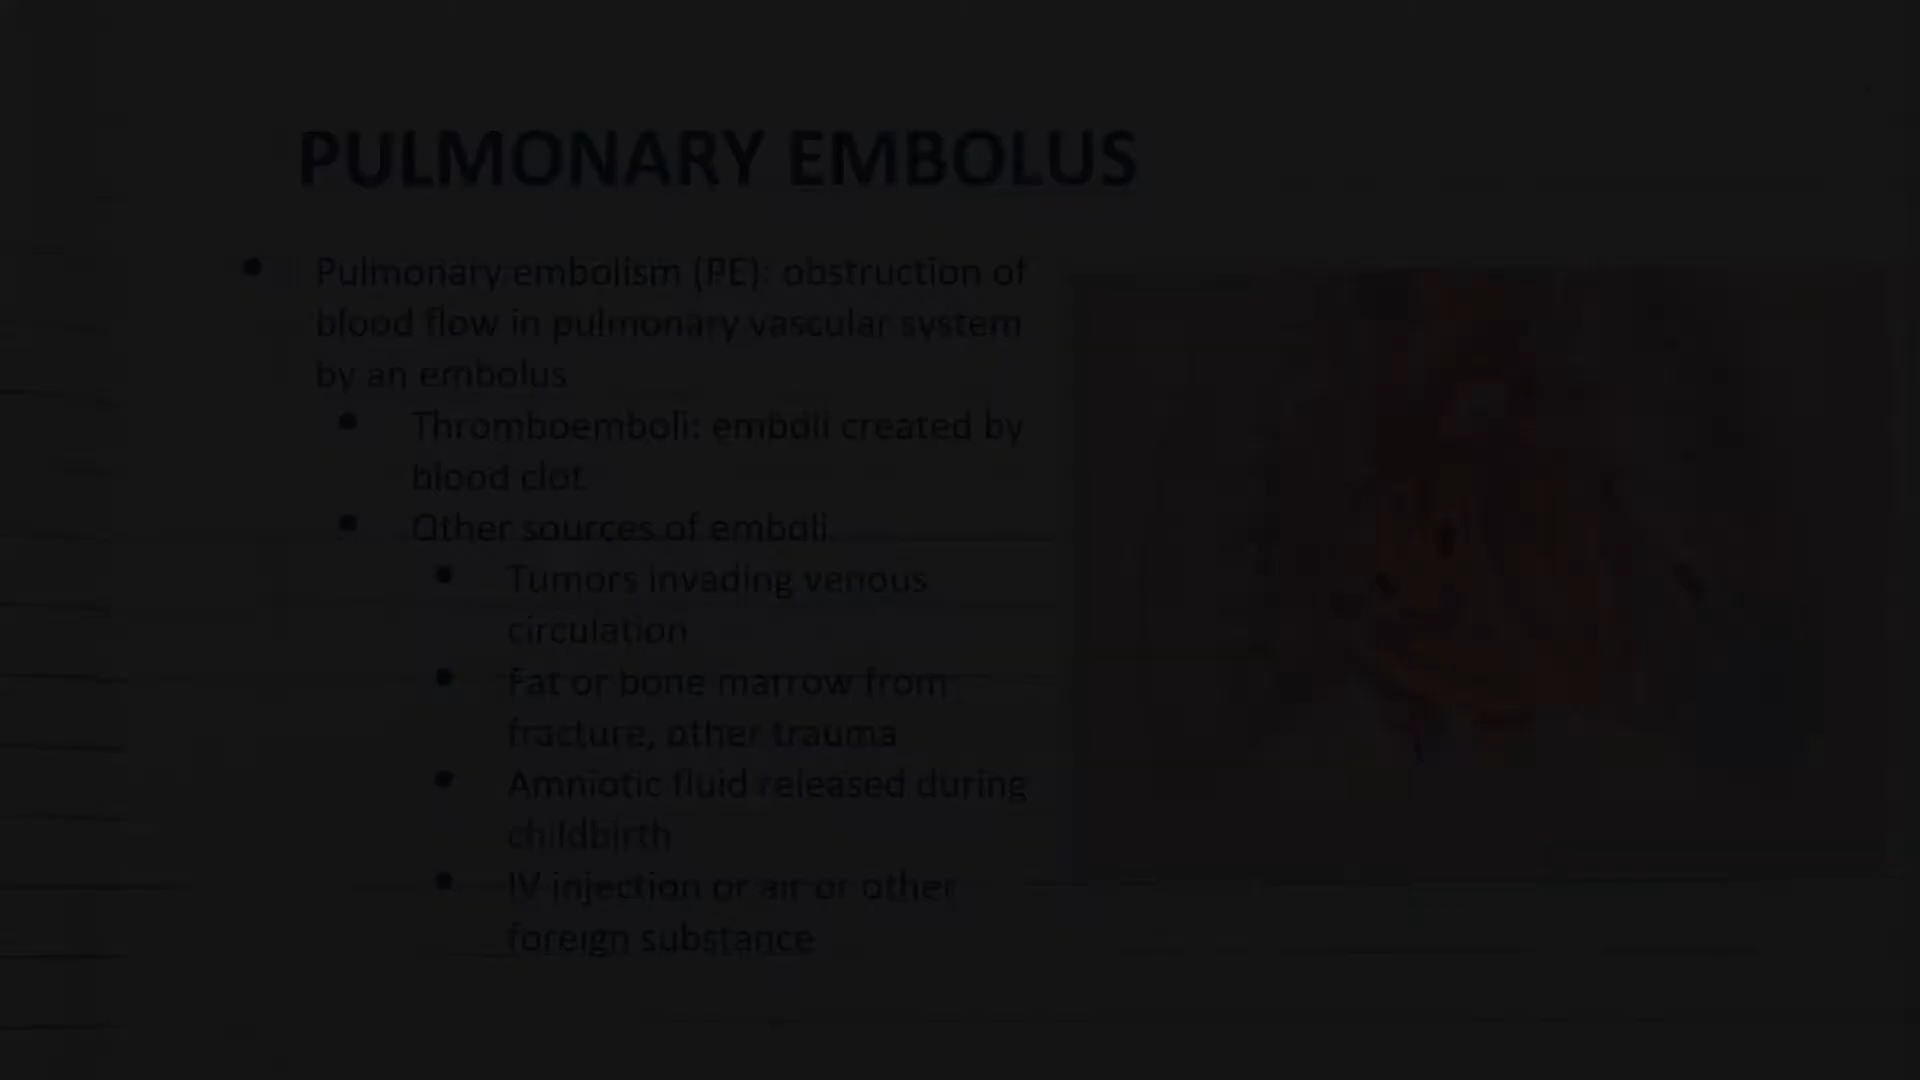 PULMONARY EMBOLUS
Pulmonary embolism (PE): obstruction of
blood flow in pulmonary vascular system
by an embolus
Thromboemboli: emboli created by
blood clot
Other sources of emboli
Tumors invading venous
circulation
Fat or bone marrow from
fracture, other trauma
Amniotic fluid released during
childbirth
IV injection or air or other
foreign substance